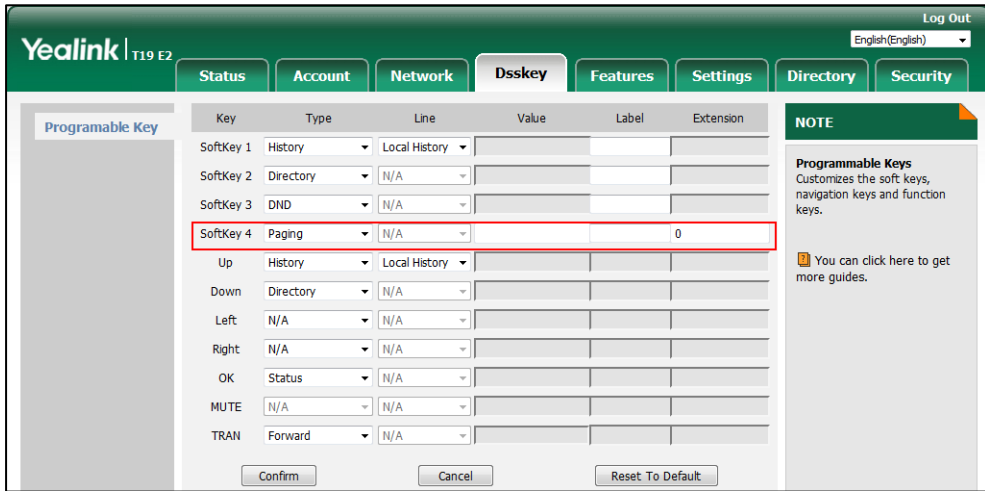 Log Out
Yealink T19 E2
English(English)
Status Account Network Dsskey Features Settings Directory Security
Programable Key
Key Type Line Value Label Extension
SoftKey 1 History Local History
SoftKey 2 Directory N/A
SoftKey 3 DND N/A
SoftKey 4 Paging N/A 0
Up History Local History
Down Directory N/A
Left N/A N/A
Right N/A N/A
OK Status N/A
MUTE N/A N/A
TRAN Forward N/A
Confirm Cancel Reset To Default
NOTE
Programmable Keys
Customizes the soft keys,
navigation keys and function
keys.
You can click here to get
more guides.